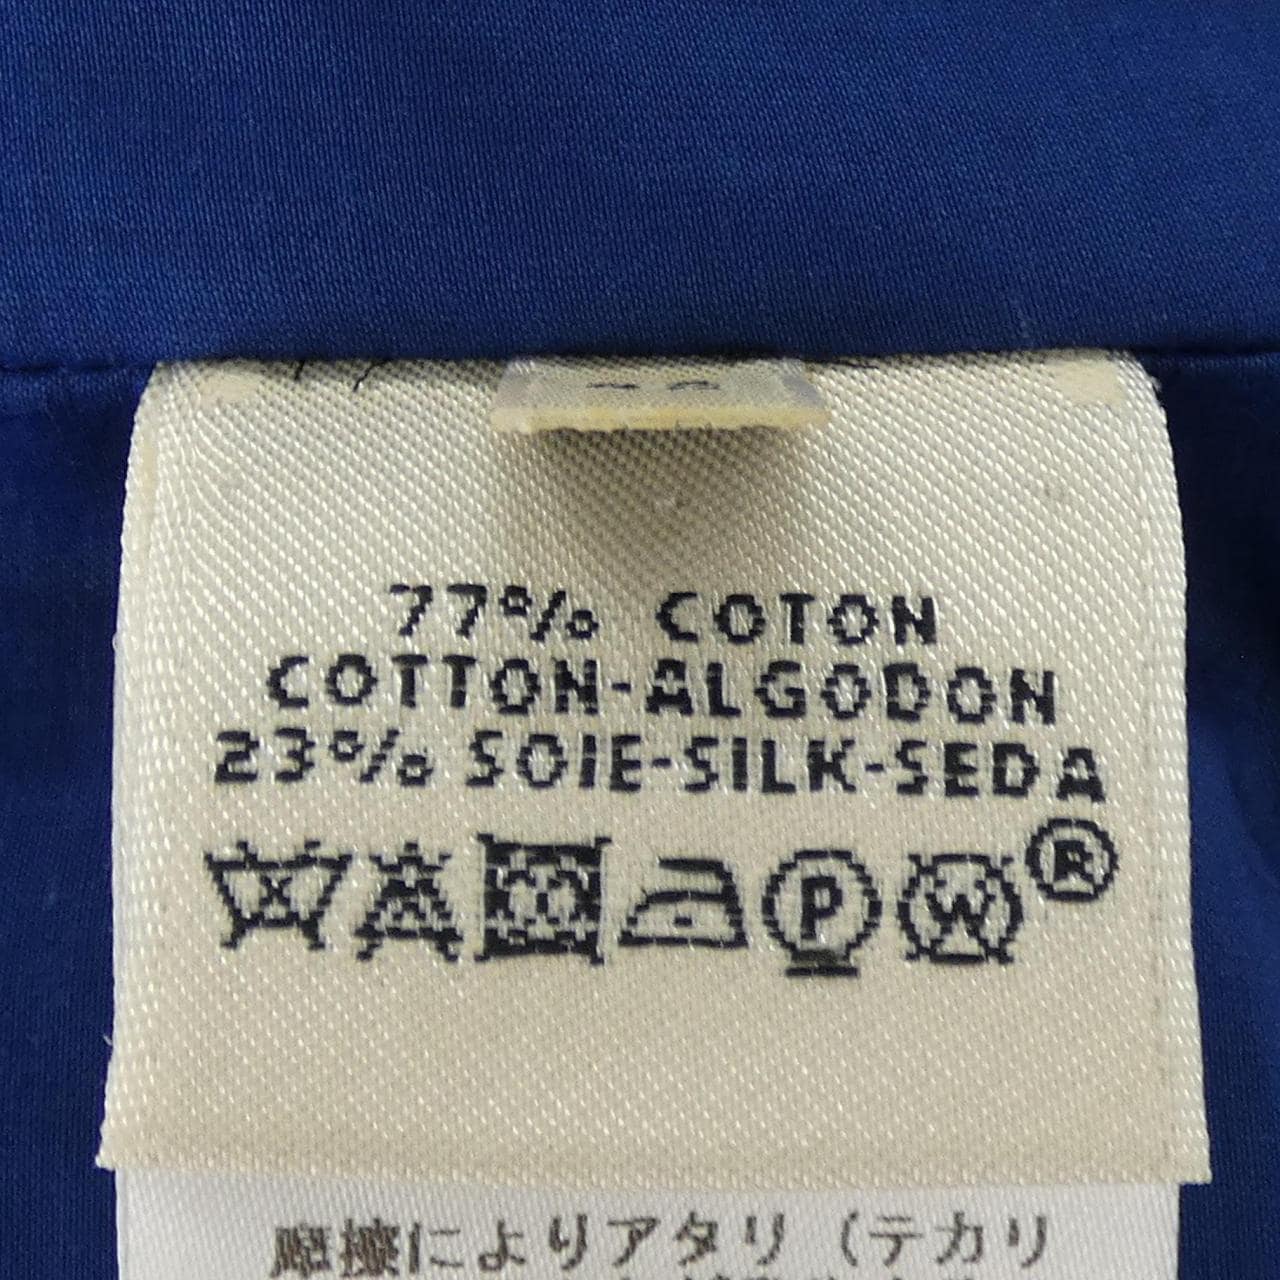 77% COTON
COTTON-ALGODON
23% SOIE-SILK-SEDA
P W ®
摩擦によりアタリ（テカリ